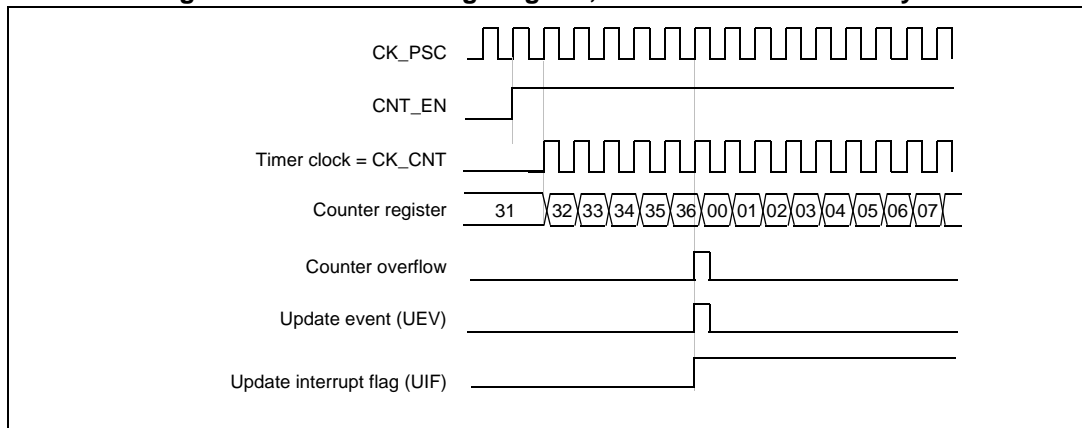 CK_PSC
CNT_EN
Timer clock = CK_CNT
Counter register 31 32 33 34 35 36 00 01 02 03 04 05 06 07
Counter overflow
Update event (UEV)
Update interrupt flag (UIF)